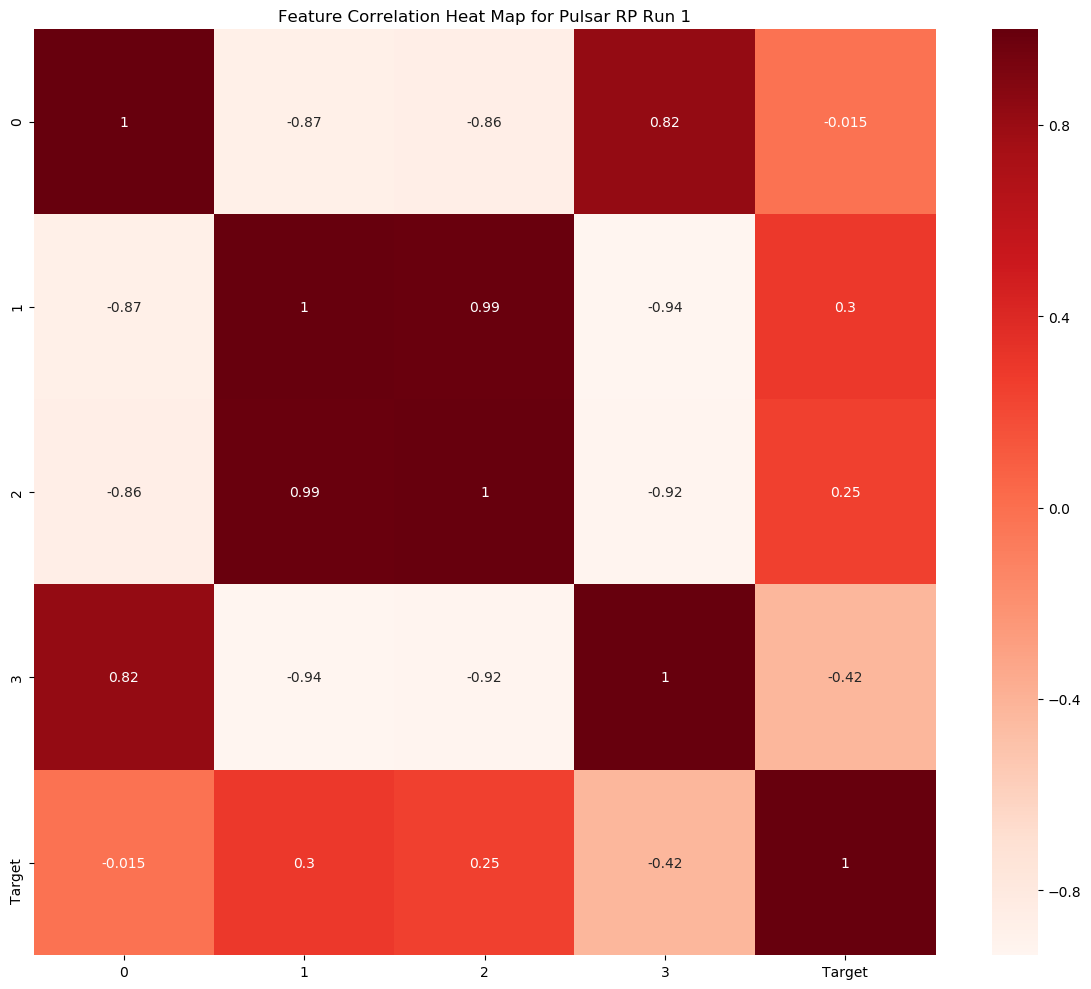 Feature Correlation Heat Map for Pulsar RP Run 1
0 1 -0.87 -0.86 0.82 -0.015
1 -0.87 1 0.99 -0.94 0.3
2 -0.86 0.99 1 -0.92 0.25
3 0.82 -0.94 -0.92 1 -0.42
Target -0.015 0.3 0.25 -0.42 1
0 1 2 3 Target
0.8
0.4
0.0
−0.4
−0.8